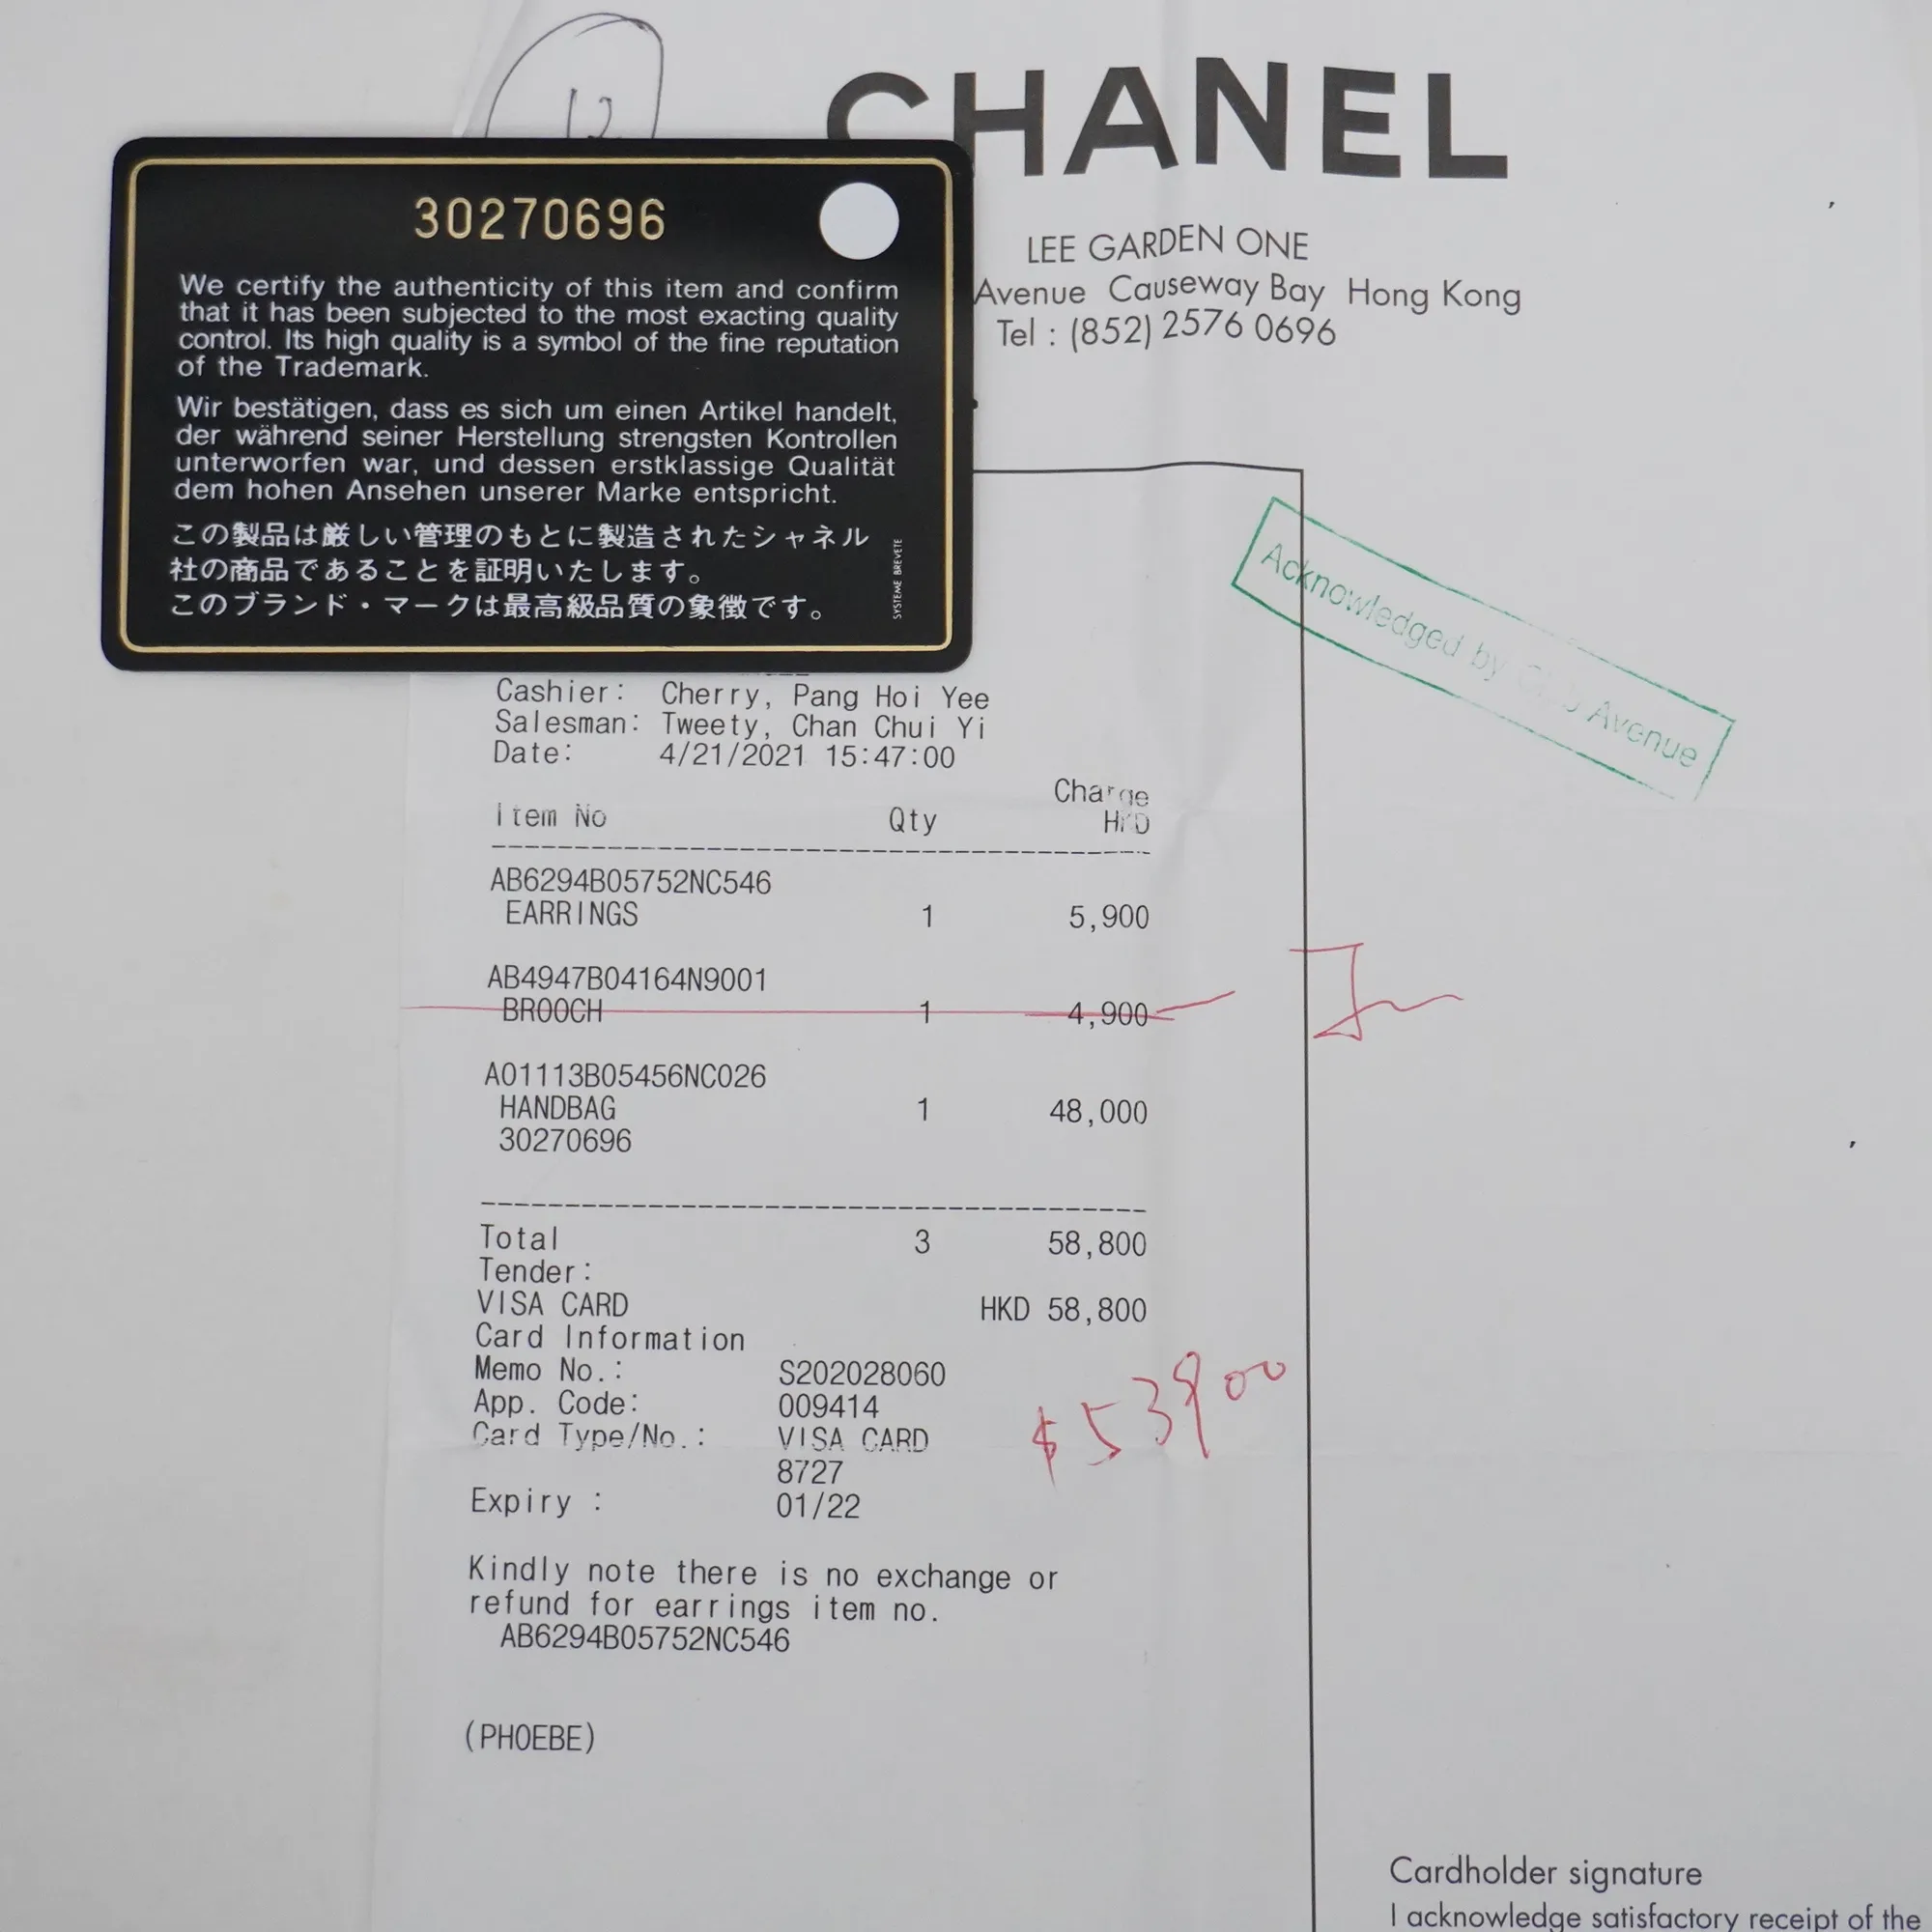 12
CHANEL
LEE GARDEN ONE
Avenue Causeway Bay Hong Kong
Tel : (852) 2576 0696
30270696
We certify the authenticity of this item and confirm
that it has been subjected to the most exacting quality
control. Its high quality is a symbol of the fine reputation
of the Trademark.
Wir bestätigen, dass es sich um einen Artikel handelt,
der während seiner Herstellung strengsten Kontrollen
unterworfen war, und dessen erstklassige Qualität
dem hohen Ansehen unserer Marke entspricht.
この製品は厳しい管理のもとに製造されたシャネル
社の商品であることを証明いたします。
このブランド・マークは最高級品質の象徴です。
SYSTEME BREVETE
Acknowledged by Avenue
Cashier: Cherry, Pang Hoi Yee
Salesman: Tweety, Chan Chui Yi
Date: 4/21/2021 15:47:00
Charge
Item No Qty HKD
AB6294B05752NC546
EARRINGS 1 5,900
AB4947B04164N9001
BROOCH 1 4,900
A01113B05456NC026
HANDBAG 1 48,000
30270696
Total 3 58,800
Tender:
VISA CARD HKD 58,800
Card Information
Memo No.: S202028060
App. Code: 009414
Card Type/No.: VISA CARD
8727
Expiry : 01/22
$53900
Kindly note there is no exchange or
refund for earrings item no.
AB6294B05752NC546
(PHOEBE)
Cardholder signature
I acknowledge satisfactory receipt of the